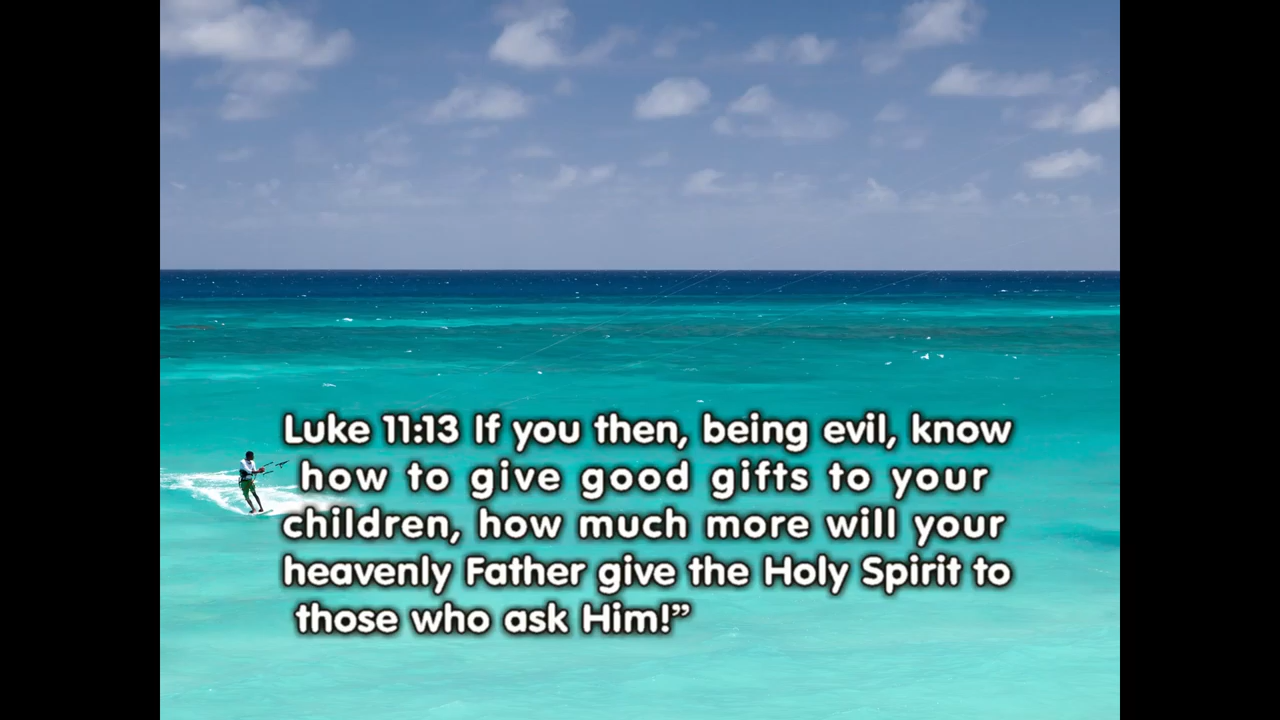 Luke 11:13 If you then, being evil, know
how to give good gifts to your
children, how much more will your
heavenly Father give the Holy Spirit to
those who ask Him!”